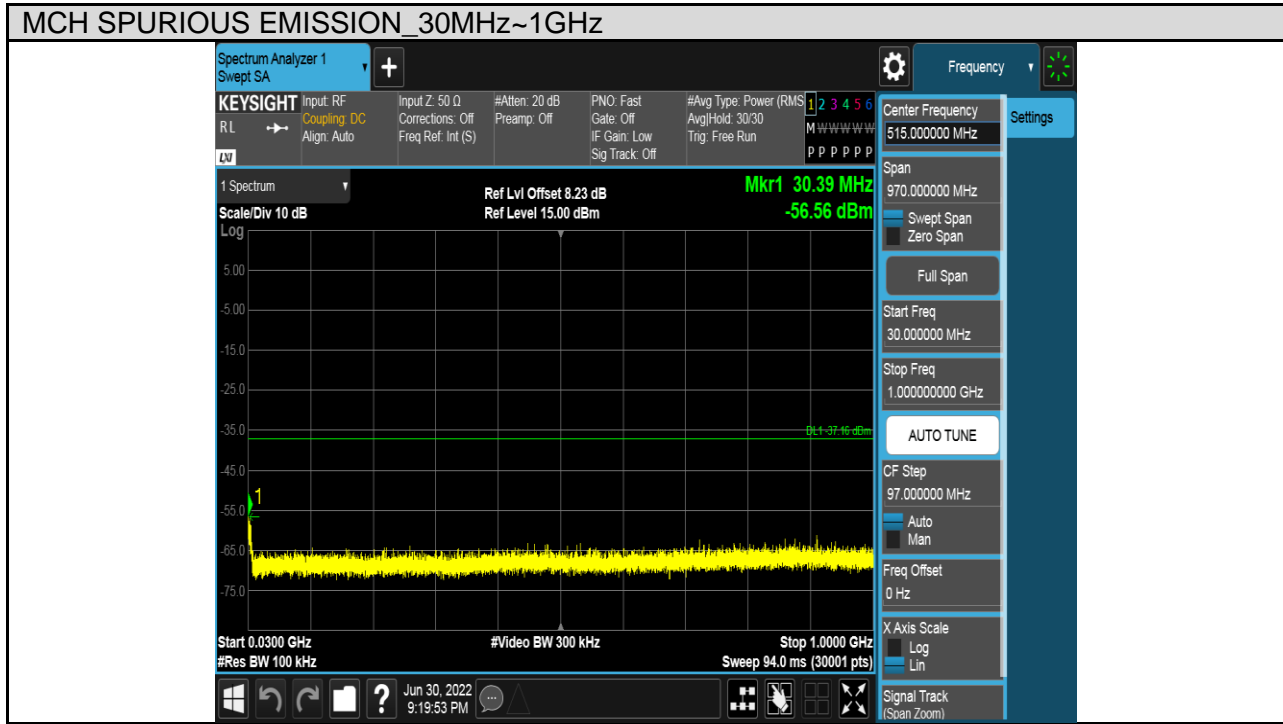 MCH SPURIOUS EMISSION_30MHz~1GHz
Spectrum Analyzer 1
Swept SA
+
Frequency
KEYSIGHT
RL
LXI
Input: RF
Coupling: DC
Align: Auto
Input Z: 50 Ω
Corrections: Off
Freq Ref: Int (S)
#Atten: 20 dB
Preamp: Off
PNO: Fast
Gate: Off
IF Gain: Low
Sig Track: Off
#Avg Type: Power (RMS
Avg|Hold: 30/30
Trig: Free Run
1 2 3 4 5 6
M W W W W W
P P P P P P
Center Frequency
515.000000 MHz
Settings
Span
970.000000 MHz
Swept Span
Zero Span
Full Span
Start Freq
30.000000 MHz
Stop Freq
1.000000000 GHz
AUTO TUNE
CF Step
97.000000 MHz
Auto
Man
Freq Offset
0 Hz
X Axis Scale
Log
Lin
Signal Track
(Span Zoom)
1 Spectrum
Scale/Div 10 dB
Log
Ref Lvl Offset 8.23 dB
Ref Level 15.00 dBm
Mkr1 30.39 MHz
-56.56 dBm
5.00
-5.00
-15.0
-25.0
-35.0
DL1 -37.16 dBm
-45.0
1
-55.0
-65.0
-75.0
Start 0.0300 GHz
#Res BW 100 kHz
#Video BW 300 kHz
Stop 1.0000 GHz
Sweep 94.0 ms (30001 pts)
?
Jun 30, 2022
9:19:53 PM